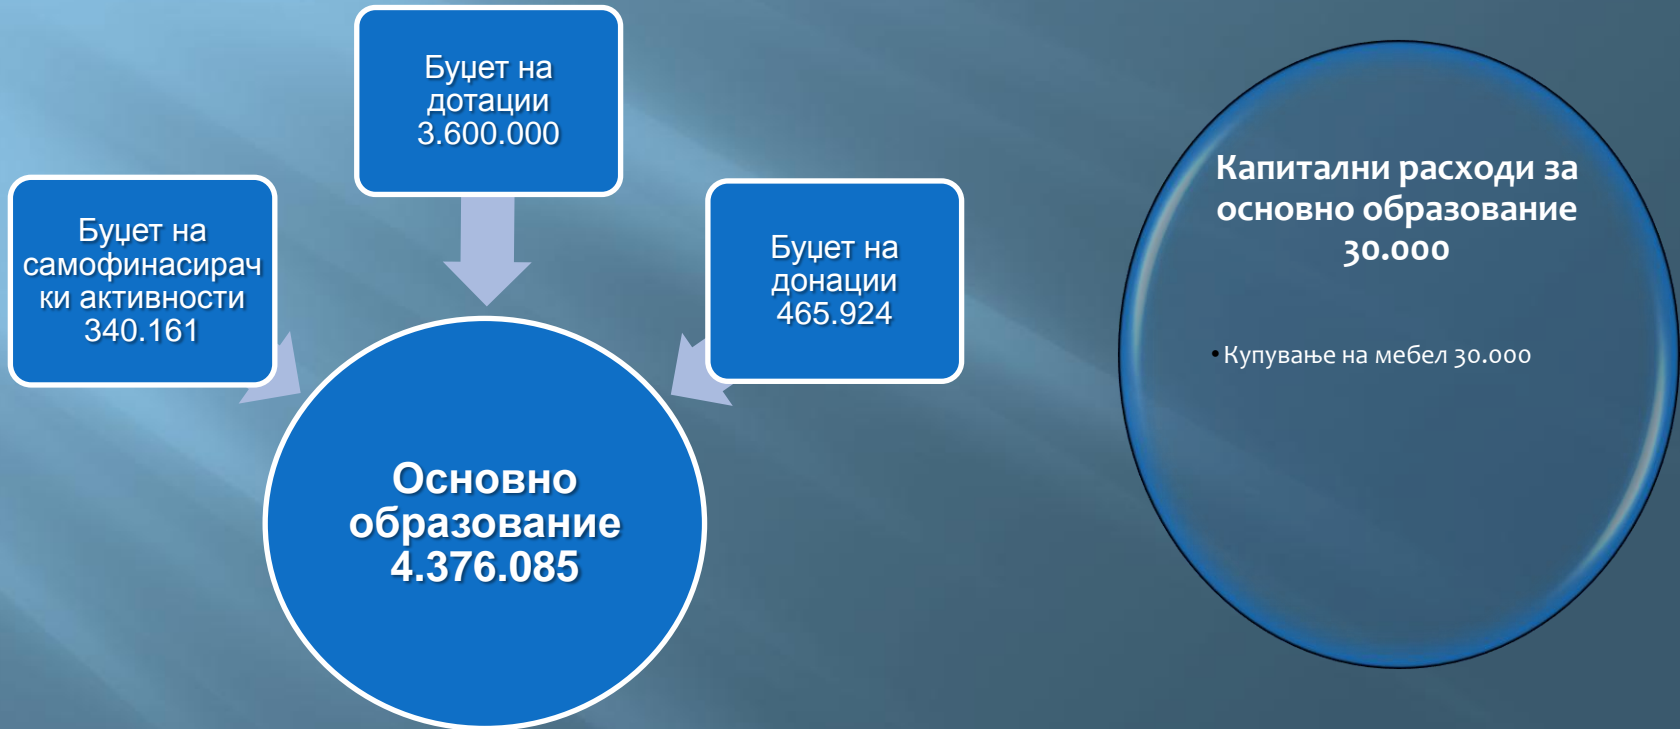 Буџет на
дотации
3.600.000
Буџет на
самофинасирач
ки активности
340.161
Буџет на
донации
465.924
Основно
образование
4.376.085
Капитални расходи за
основно образование
30.000
•Купување на мебел 30.000